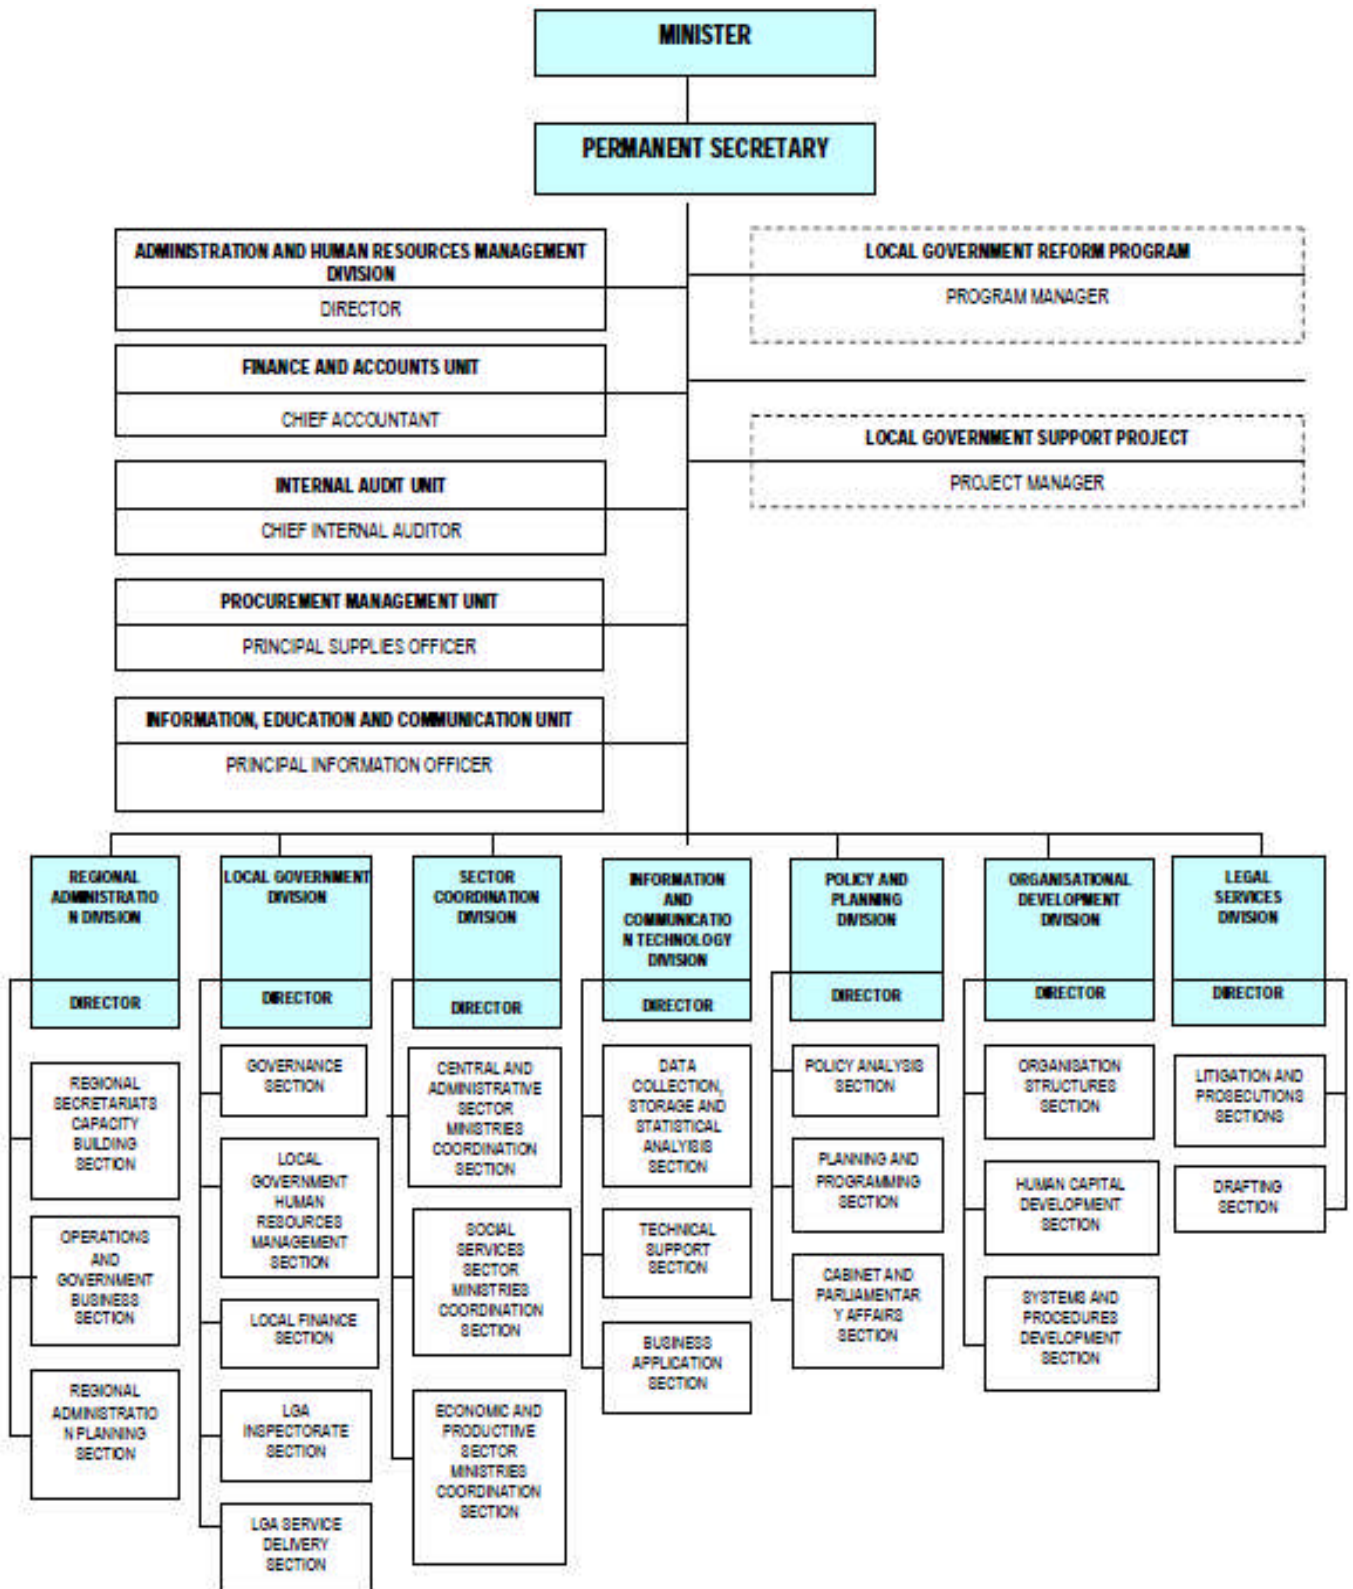 MINISTER
PERMANENT SECRETARY
ADMINISTRATION AND HUMAN RESOURCES MANAGEMENT
DIVISION
DIRECTOR
FINANCE AND ACCOUNTS UNIT
CHIEF ACCOUNTANT
INTERNAL AUDIT UNIT
CHIEF INTERNAL AUDITOR
PROCUREMENT MANAGEMENT UNIT
PRINCIPAL SUPPLIES OFFICER
INFORMATION, EDUCATION AND COMMUNICATION UNIT
PRINCIPAL INFORMATION OFFICER
LOCAL GOVERNMENT REFORM PROGRAM
PROGRAM MANAGER
LOCAL GOVERNMENT SUPPORT PROJECT
PROJECT MANAGER
REGIONAL
ADMINISTRATIO
N DIVISION
DIRECTOR
REGIONAL
SECRETARIATS
CAPACITY
BUILDING
SECTION
OPERATIONS
AND
GOVERNMENT
BUSINESS
SECTION
REGIONAL
ADMINISTRATIO
N PLANNING
SECTION
LOCAL GOVERNMENT
DIVISION
DIRECTOR
GOVERNANCE
SECTION
LOCAL
GOVERNMENT
HUMAN
RESOURCES
MANAGEMENT
SECTION
LOCAL FINANCE
SECTION
LGA
INSPECTORATE
SECTION
LGA SERVICE
DELIVERY
SECTION
SECTOR
COORDINATION
DIVISION
DIRECTOR
CENTRAL AND
ADMINISTRATIVE
SECTOR
MINISTRIES
COORDINATION
SECTION
SOCIAL
SERVICES
SECTOR
MINISTRIES
COORDINATION
SECTION
ECONOMIC AND
PRODUCTIVE
SECTOR
MINISTRIES
COORDINATION
SECTION
INFORMATION
AND
COMMUNICATIO
N TECHNOLOGY
DIVISION
DIRECTOR
DATA
COLLECTION,
STORAGE AND
STATISTICAL
ANALYISIS
SECTION
TECHNICAL
SUPPORT
SECTION
BUSINESS
APPLICATION
SECTION
POLICY AND
PLANNING
DIVISION
DIRECTOR
POLICY ANALYSIS
SECTION
PLANNING AND
PROGRAMMING
SECTION
CABINET AND
PARLIAMENTAR
Y AFFAIRS
SECTION
ORGANISATIONAL
DEVELOPMENT
DIVISION
DIRECTOR
ORGANISATION
STRUCTURES
SECTION
HUMAN CAPITAL
DEVELOPMENT
SECTION
SYSTEMS AND
PROCEDURES
DEVELOPMENT
SECTION
LEGAL
SERVICES
DIVISION
DIRECTOR
LITIGATION AND
PROSECUTIONS
SECTIONS
DRAFTING
SECTION